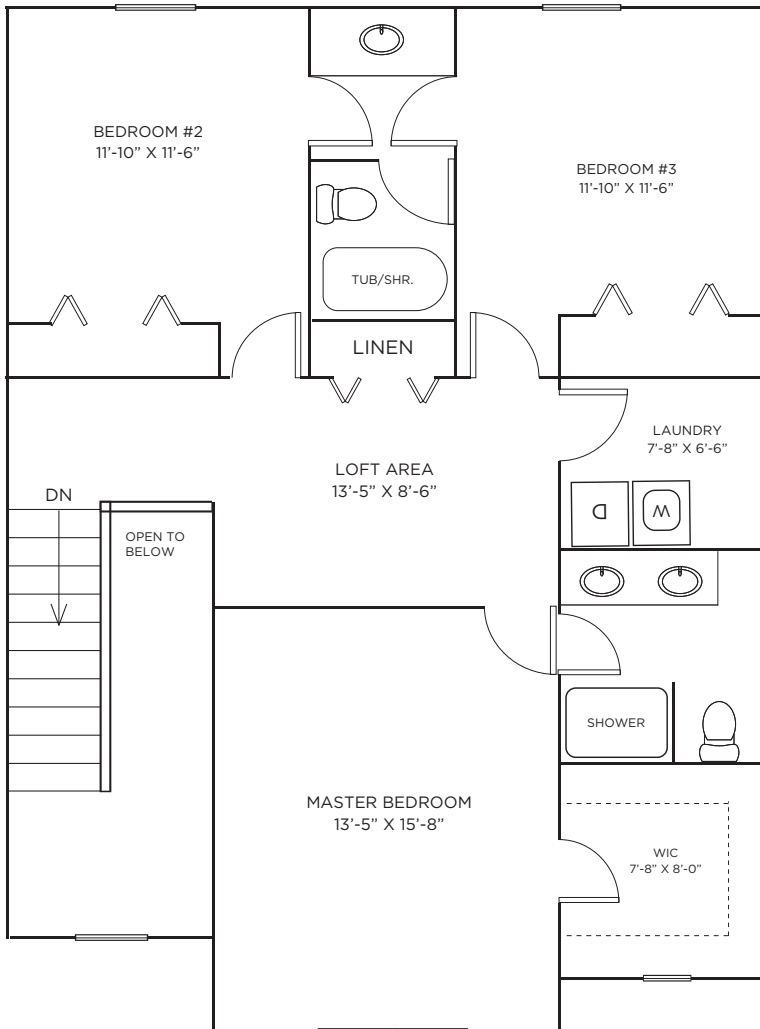 BEDROOM #2
11’-10” X 11’-6”
BEDROOM #3
11’-10” X 11’-6”
TUB/SHR.
LINEN
LAUNDRY
7’-8” X 6’-6”
LOFT AREA
13’-5” X 8’-6”
DN
D
W
OPEN TO
BELOW
SHOWER
MASTER BEDROOM
13’-5” X 15’-8”
WIC
7’-8” X 8’-0”